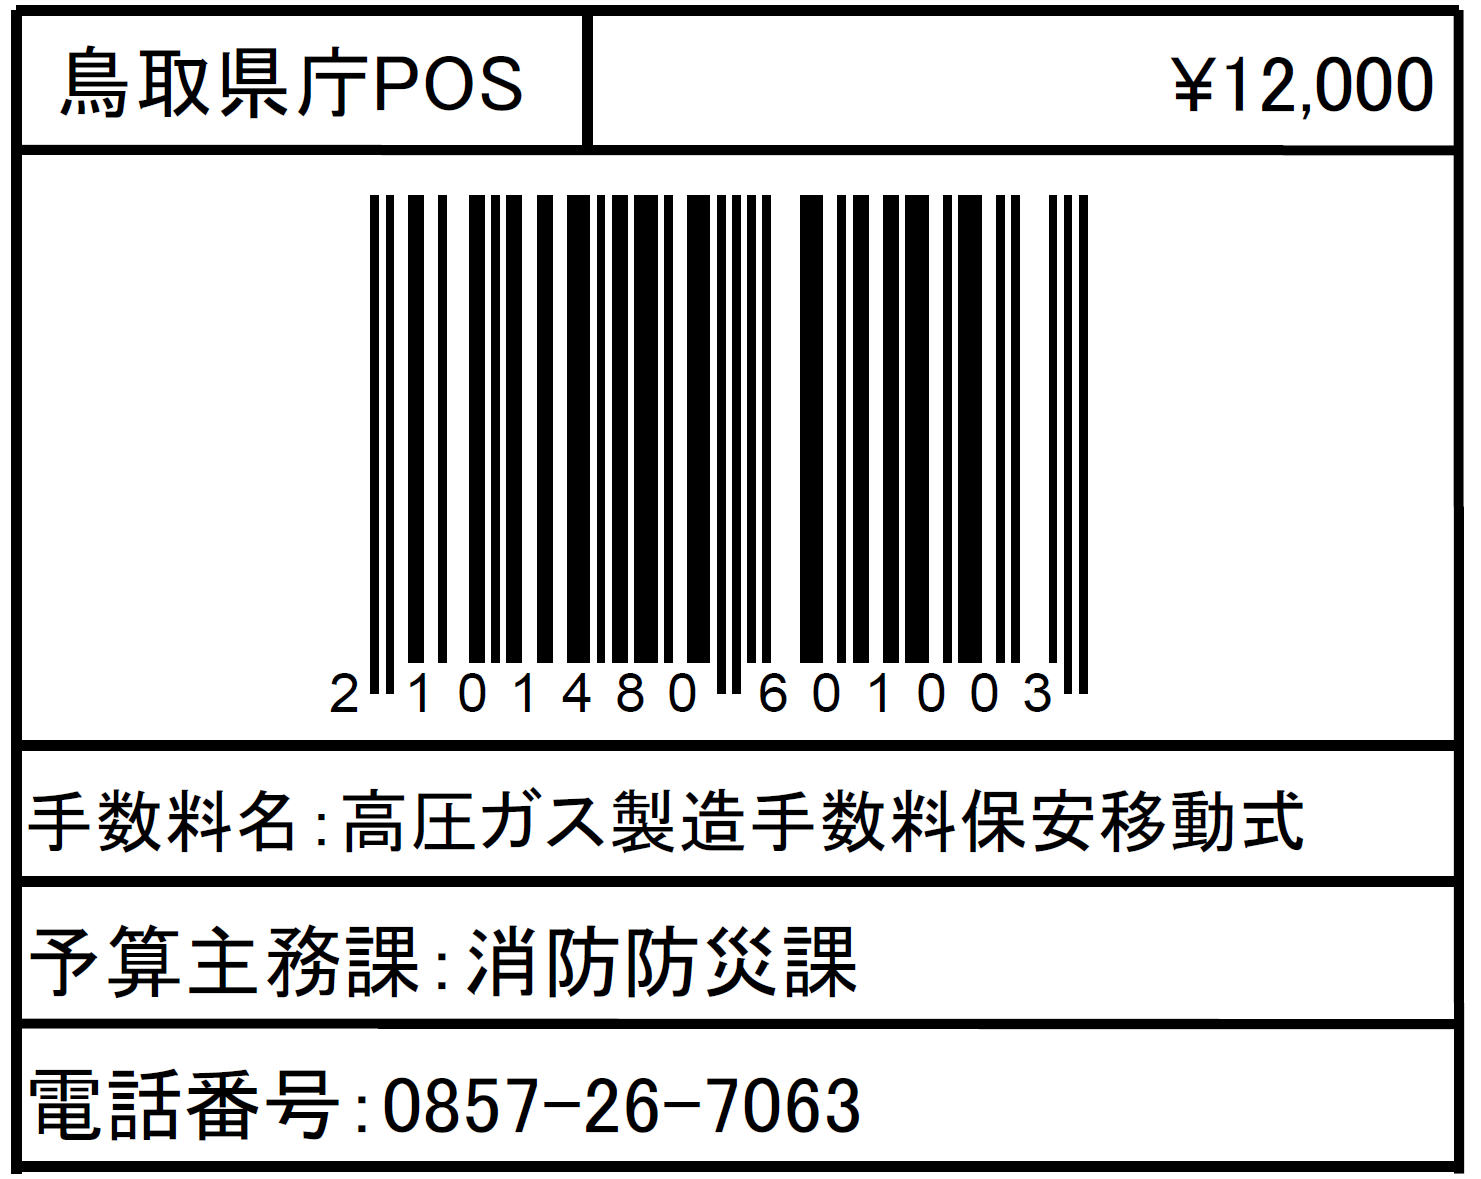 鳥取県庁POS
¥12,000
2 101480 601003
手数料名:高圧ガス製造手数料保安移動式
予算主務課:消防防災課
電話番号:0857-26-7063